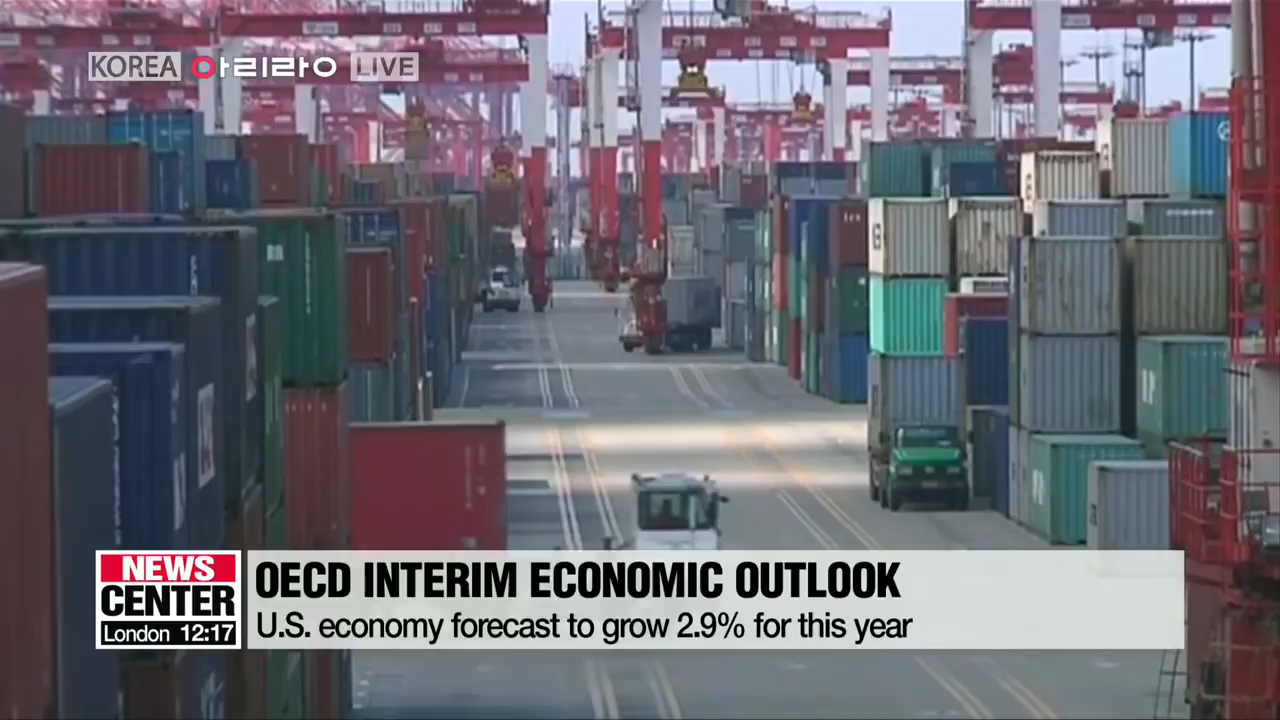 KOREA 아리랑 LIVE
NEWS
CENTER
London 12:17
OECD INTERIM ECONOMIC OUTLOOK
U.S. economy forecast to grow 2.9% for this year